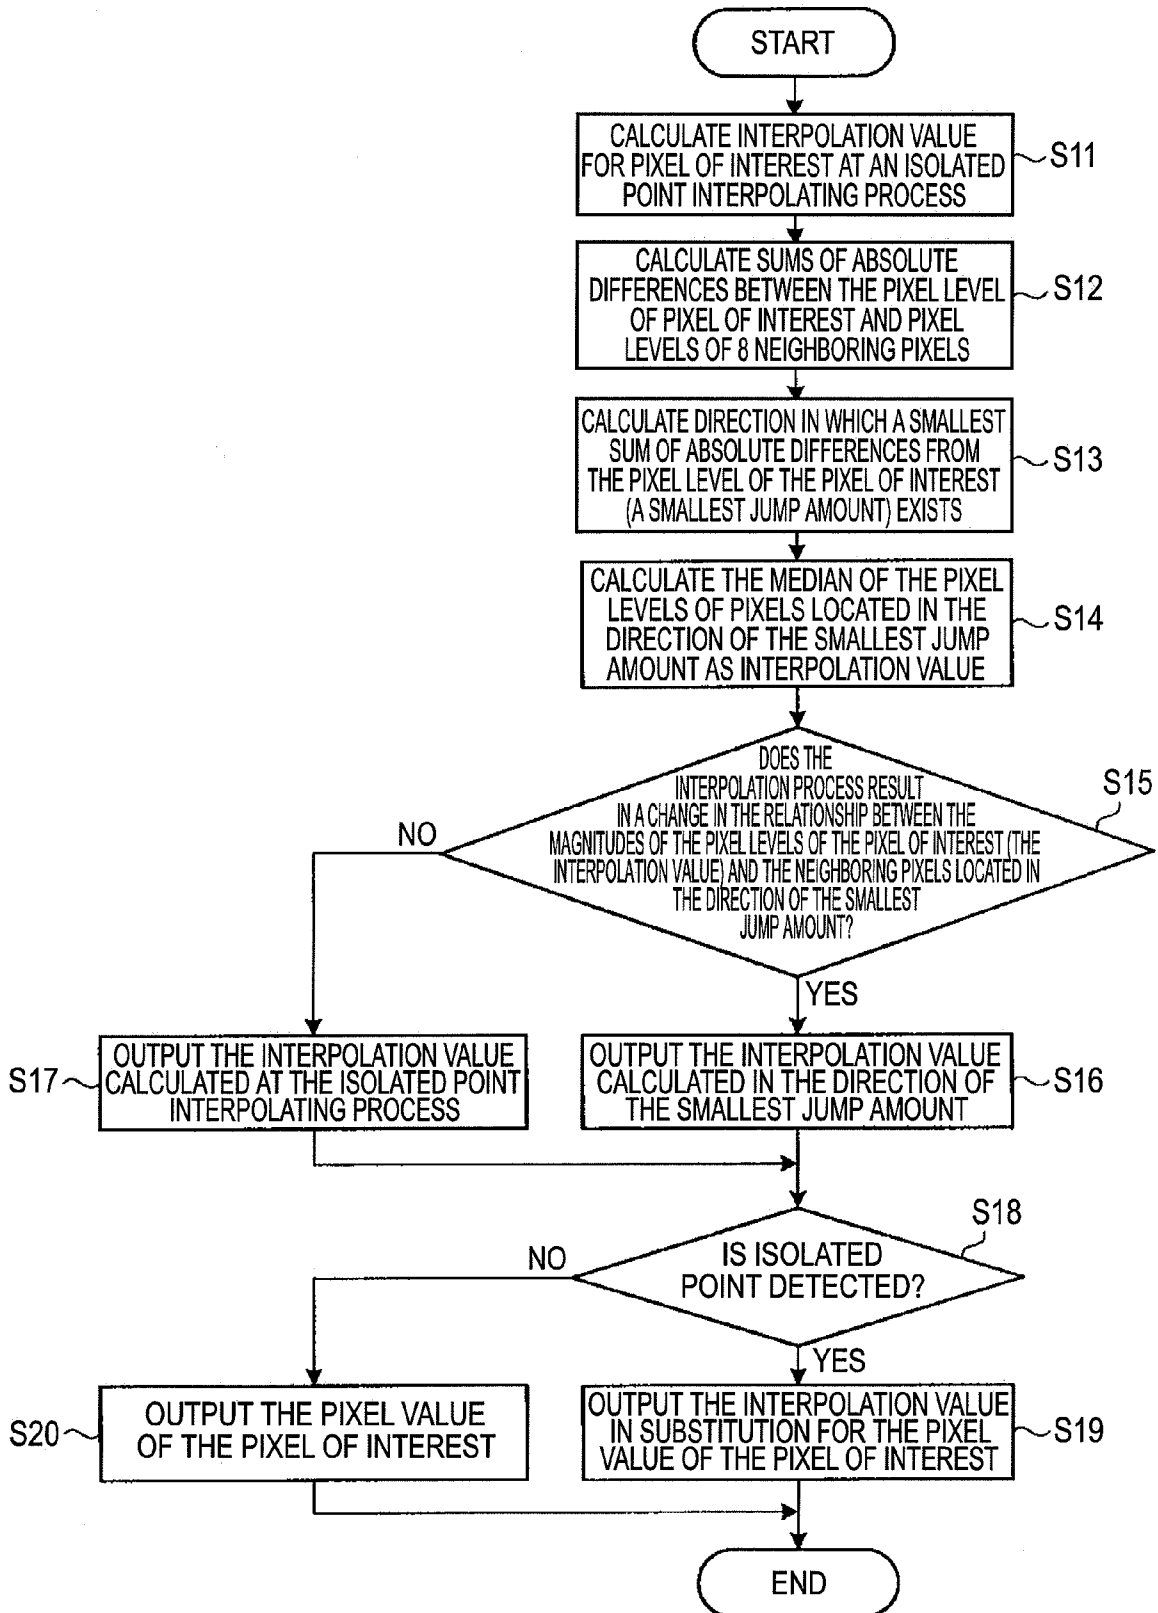 START
CALCULATE INTERPOLATION VALUE
FOR PIXEL OF INTEREST AT AN ISOLATED
POINT INTERPOLATING PROCESS
S11
CALCULATE SUMS OF ABSOLUTE
DIFFERENCES BETWEEN THE PIXEL LEVEL
OF PIXEL OF INTEREST AND PIXEL
LEVELS OF 8 NEIGHBORING PIXELS
S12
CALCULATE DIRECTION IN WHICH A SMALLEST
SUM OF ABSOLUTE DIFFERENCES FROM
THE PIXEL LEVEL OF THE PIXEL OF INTEREST
(A SMALLEST JUMP AMOUNT) EXISTS
S13
CALCULATE THE MEDIAN OF THE PIXEL
LEVELS OF PIXELS LOCATED IN THE
DIRECTION OF THE SMALLEST JUMP
AMOUNT AS INTERPOLATION VALUE
S14
DOES THE
INTERPOLATION PROCESS RESULT
IN A CHANGE IN THE RELATIONSHIP BETWEEN THE
MAGNITUDES OF THE PIXEL LEVELS OF THE PIXEL OF INTEREST (THE
INTERPOLATION VALUE) AND THE NEIGHBORING PIXELS LOCATED IN
THE DIRECTION OF THE SMALLEST
JUMP AMOUNT?
S15
NO
YES
S17
OUTPUT THE INTERPOLATION VALUE
CALCULATED AT THE ISOLATED POINT
INTERPOLATING PROCESS
OUTPUT THE INTERPOLATION VALUE
CALCULATED IN THE DIRECTION OF
THE SMALLEST JUMP AMOUNT
S16
S18
IS ISOLATED
POINT DETECTED?
NO
YES
S20
OUTPUT THE PIXEL VALUE
OF THE PIXEL OF INTEREST
OUTPUT THE INTERPOLATION VALUE
IN SUBSTITUTION FOR THE PIXEL
VALUE OF THE PIXEL OF INTEREST
S19
END